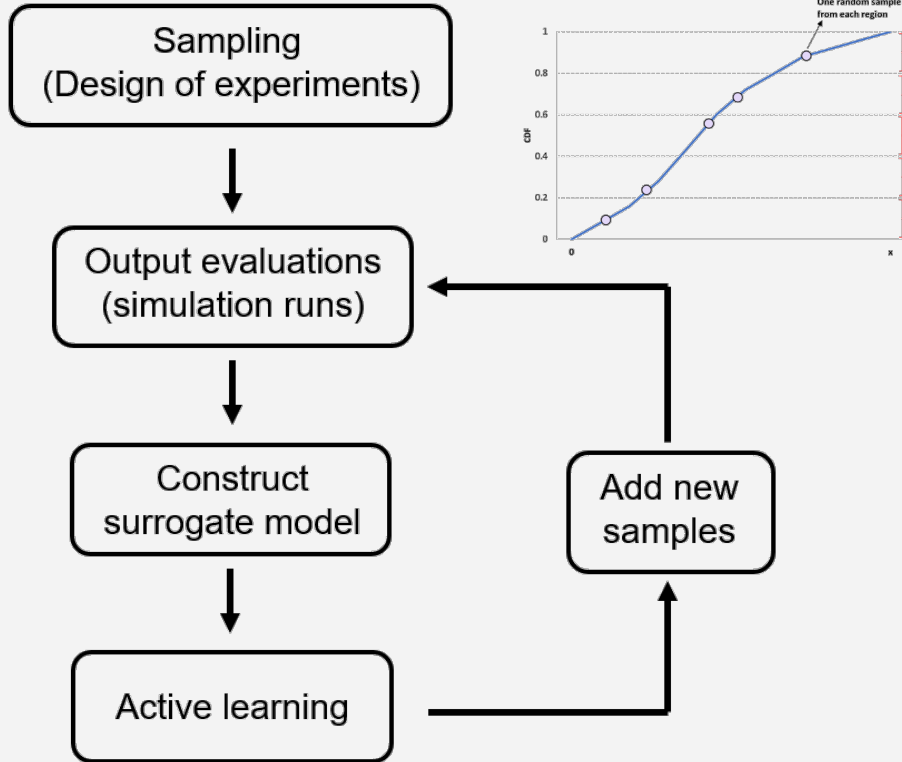 Sampling
(Design of experiments)
One random sample
from each region
1
0.8
0.6
0.4
0.2
0
CDF
0
x
Output evaluations
(simulation runs)
Construct
surrogate model
Add new
samples
Active learning